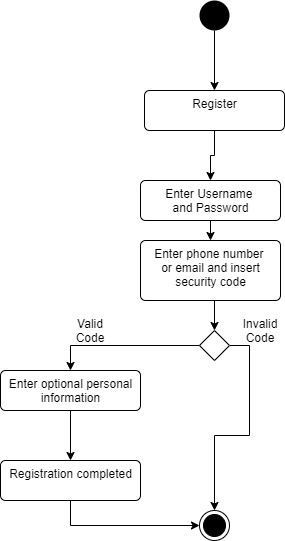 Register
Enter Username
and Password
Enter phone number
or email and insert
security code
Valid
Code
Invalid
Code
Enter optional personal
information
Registration completed